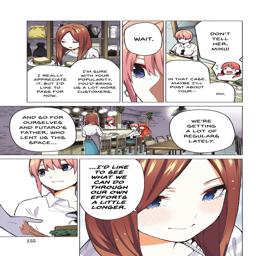 WAIT.
DON'T
TELL
HER,
MIKU!
I REALLY
APPRECIATE
IT, BUT I'D
LIKE TO
PASS FOR
NOW.
I'M SURE
WITH YOUR
POPULARITY,
YOU'D BRING
US A LOT MORE
CUSTOMERS.
IN THAT CASE,
MAYBE I'LL
POST ABOUT
YOUR--
AND SO FOR
OURSELVES
AND FUTARO'S
FATHER, WHO
LENT US THIS
SPACE...
WE'RE
GETTING
A LOT OF
REGULARS
LATELY.
...I'D LIKE
TO SEE
WHAT WE
CAN DO
THROUGH
OUR OWN
EFFORTS
A LITTLE
LONGER.
155